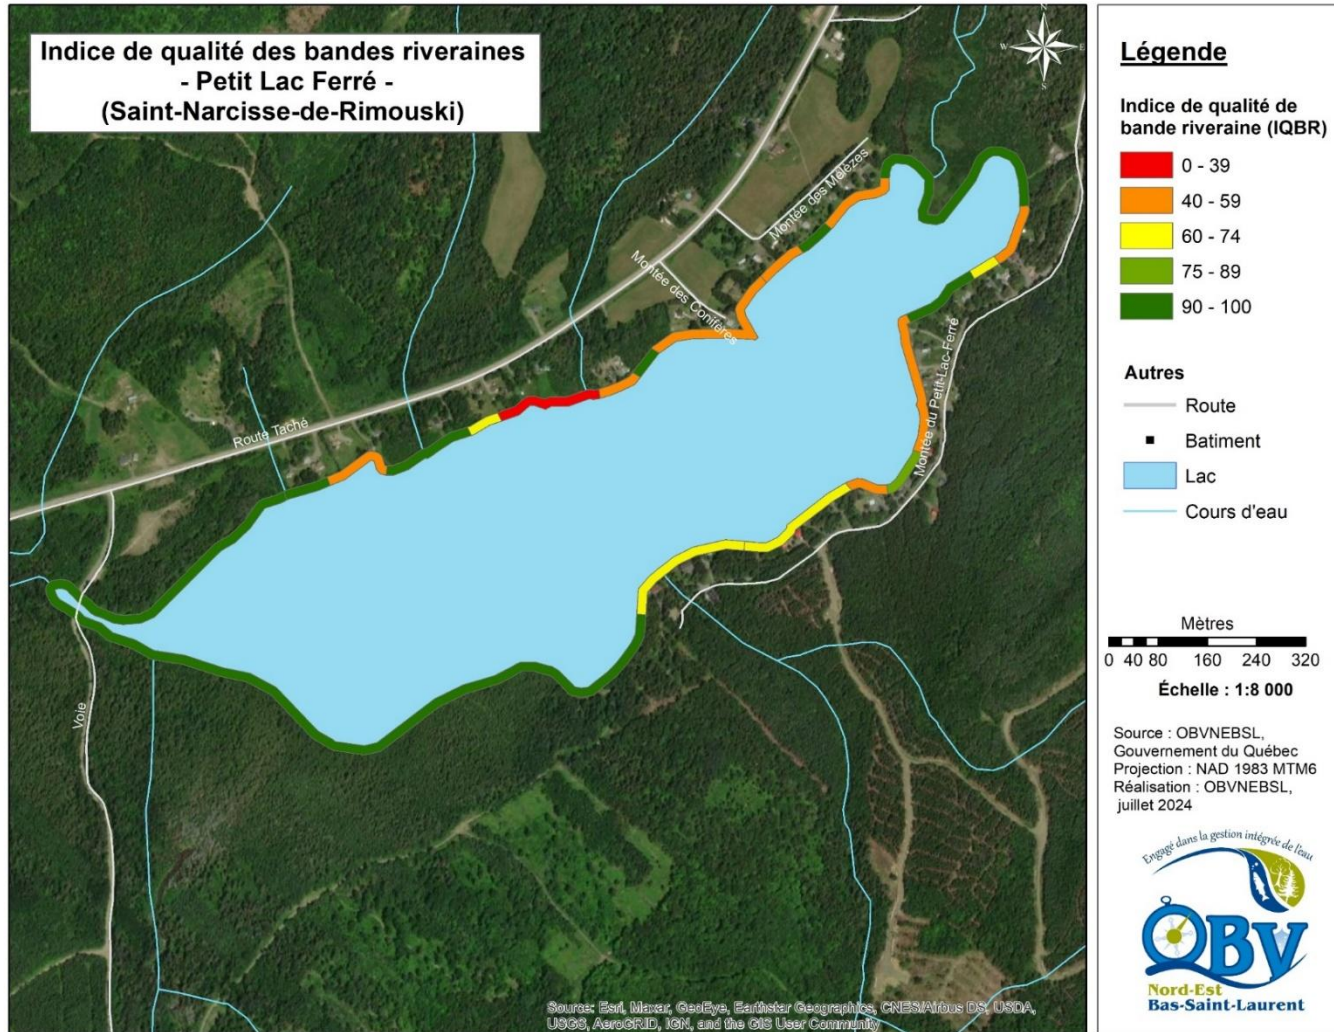 Indice de qualité des bandes riveraines
- Petit Lac Ferré -
(Saint-Narcisse-de-Rimouski)
N
W
E
S
Montée des Mélèzes
Montée des Conifères
Route Taché
Montée du Petit-Lac-Ferré
Voie
Source: Esri, Maxar, GeoEye, Earthstar Geographics, CNES/Airbus DS, USDA,
USGS, AeroGRID, IGN, and the GIS User Community
Légende
Indice de qualité de
bande riveraine (IQBR)
0 - 39
40 - 59
60 - 74
75 - 89
90 - 100
Autres
Route
Batiment
Lac
Cours d'eau
Mètres
0 40 80 160 240 320
Échelle : 1:8 000
Source : OBVNEBSL,
Gouvernement du Québec
Projection : NAD 1983 MTM6
Réalisation : OBVNEBSL,
juillet 2024
Engagé dans la gestion intégrée de l'eau
OBV
Nord-Est
Bas-Saint-Laurent